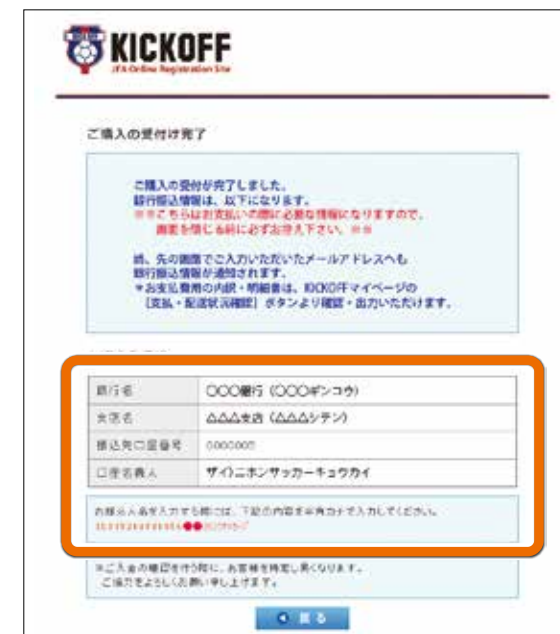 KICKOFF
JFA Online Registration Site
ご購入の受付け完了
ご購入の受付が完了しました。
銀行振込情報は、以下になります。
※※こちらはお支払いの際に必要な情報になりますので、
画面を閉じる前に必ずお控え下さい。※※
尚、先の画面でご入力いただいたメールアドレスへも
銀行振込情報が通知されます。
*お支払費用の内訳・明細書は、KICKOFFマイページの
[支払・配送状況確認] ボタンより確認・出力いただけます。
銀行名 〇〇〇銀行 (〇〇〇ギンコウ)
支店名 △△△支店 (△△△シテン)
振込先口座番号 0000000
口座名義人 ザイ)ニホンサッカーキョウカイ
お振込人名を入力する際には、下記の内容を半角カナで入力してください。
※ご入金の確認を行う際に、お客様を特定し易くなります。
ご協力をよろしくお願い申し上げます。
戻る